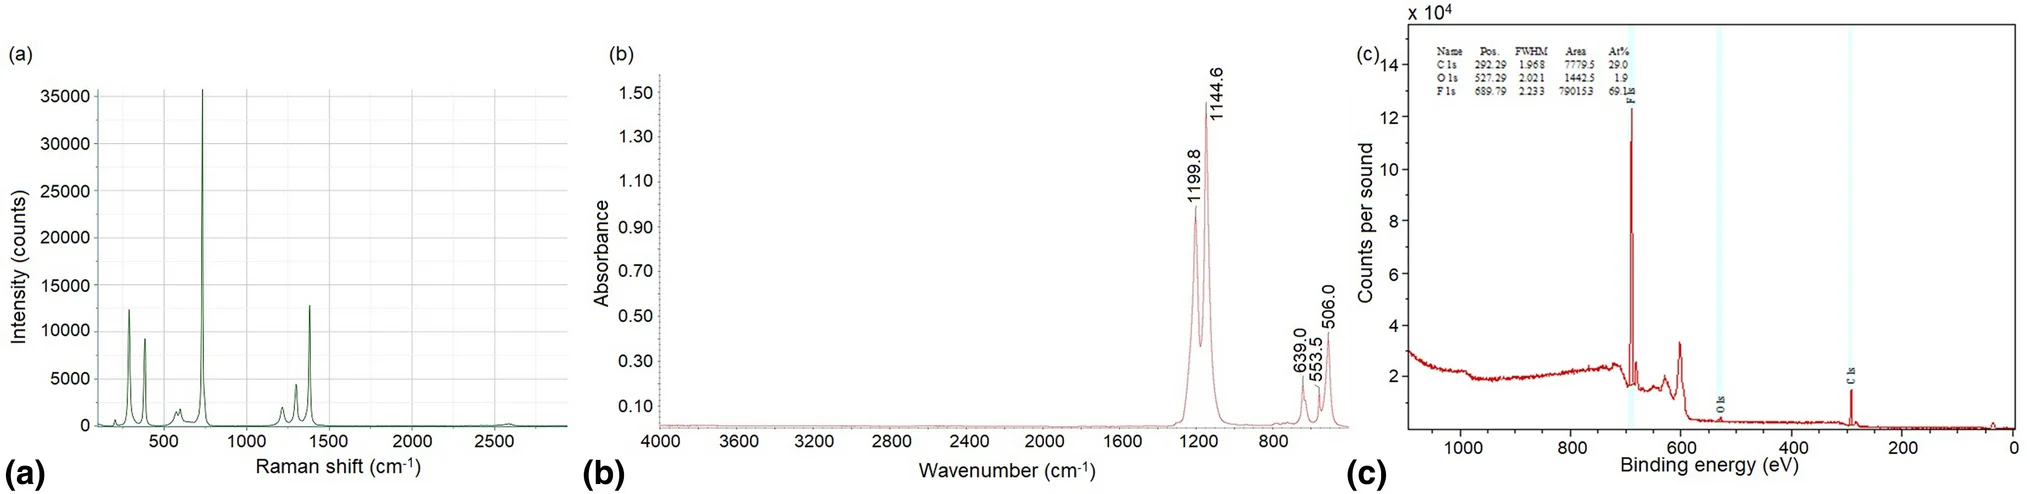 (a)
35000
30000
25000
20000
15000
10000
5000
0
500
1000
1500
2000
2500
Intensity (counts)
Raman shift (cm-1)
(a)
(b)
1.50
1.30
1.10
0.90
0.70
0.50
0.30
0.10
1199.8
1144.6
639.0
553.5
506.0
4000
3600
3200
2800
2400
2000
1600
1200
800
Absorbance
Wavenumber (cm-1)
(b)
x 10⁴
(c)
Name Pos. FWHM Area At%
C 1s 292.29 1.968 7779.5 29.0
O 1s 527.29 2.021 1442.5 1.9
F 1s 689.79 2.233 79015.3 69.1
F 1s
O 1s
C 1s
14
12
10
8
6
4
2
1000
800
600
400
200
0
Counts per sound
Binding energy (eV)
(c)